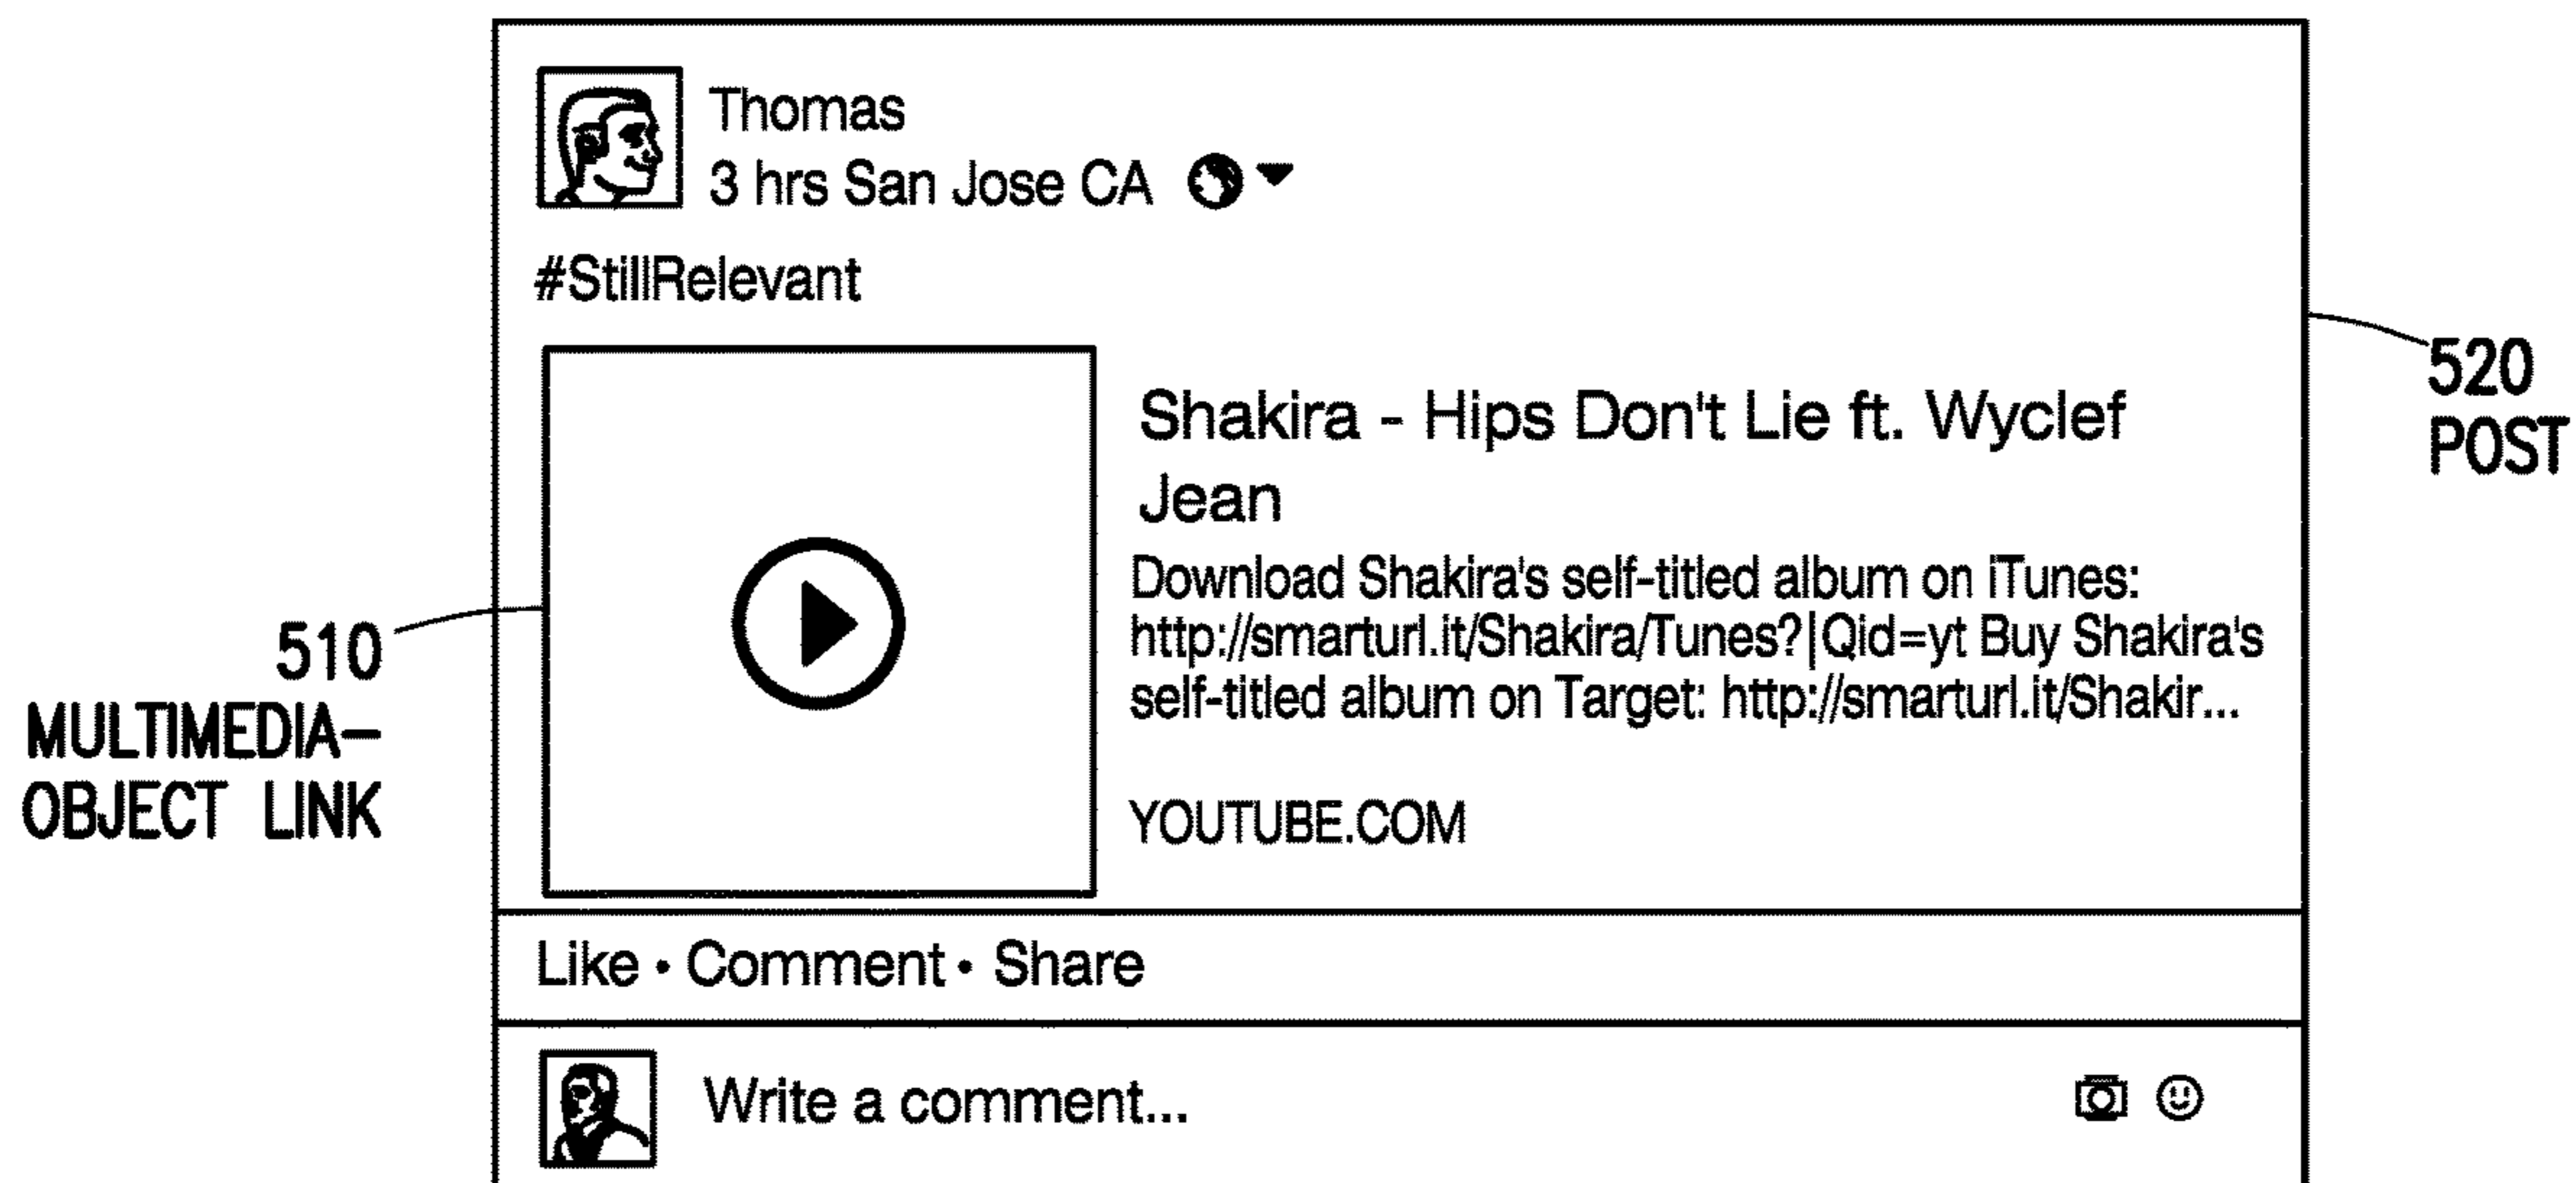 Thomas
3 hrs San Jose CA
#StillRelevant
Shakira - Hips Don't Lie ft. Wyclef
Jean
Download Shakira's self-titled album on iTunes:
http://smarturl.it/Shakira/Tunes?|Qid=yt Buy Shakira's
self-titled album on Target: http://smarturl.it/Shakir...
YOUTUBE.COM
Like • Comment • Share
Write a comment...
510
MULTIMEDIA-
OBJECT LINK
520
POST